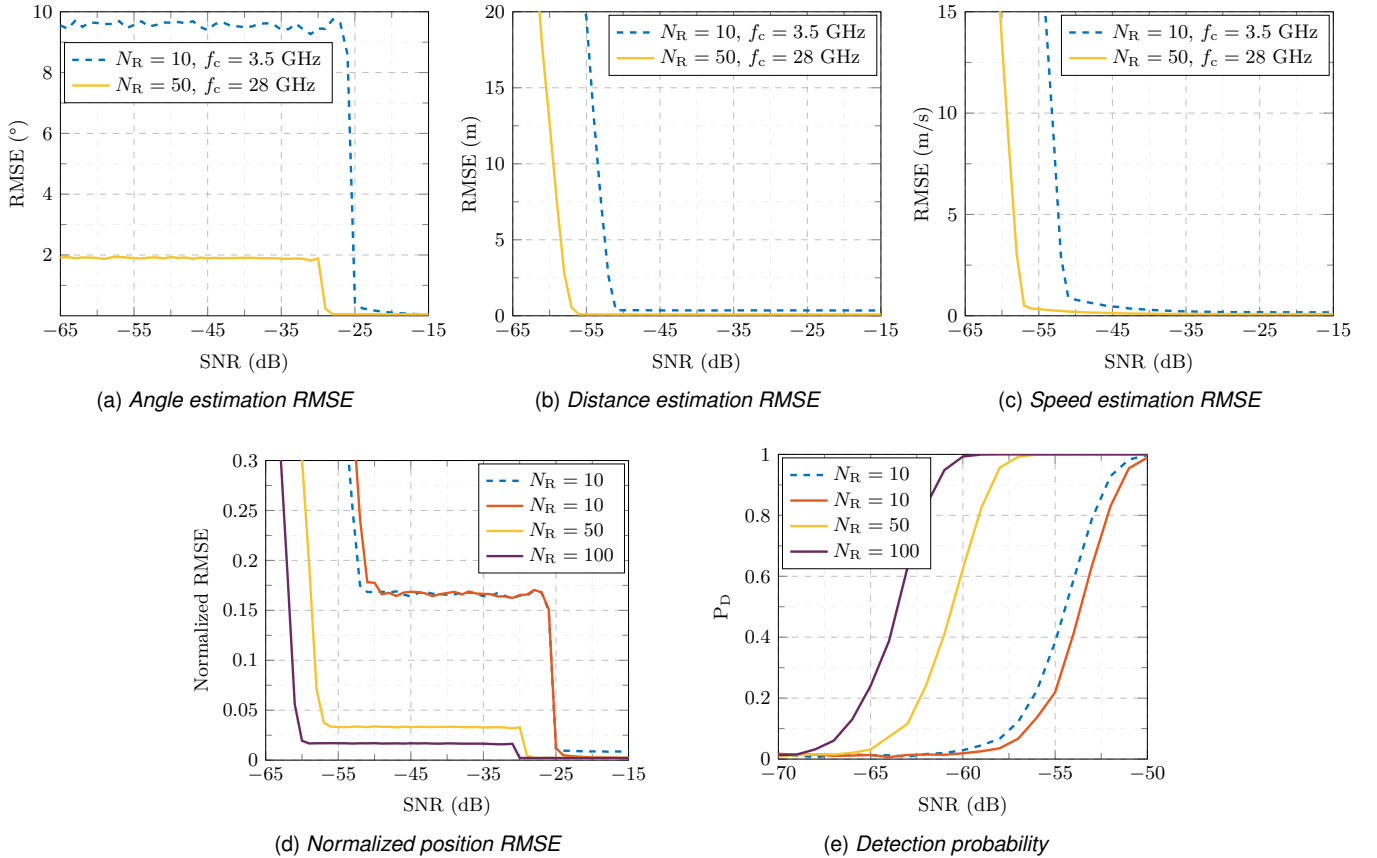 10
8
6
4
2
RMSE (°)
N_R = 10, f_c = 3.5 GHz
N_R = 50, f_c = 28 GHz
−65 −55 −45 −35 −25 −15
SNR (dB)
(a) Angle estimation RMSE
20
15
10
5
0
RMSE (m)
N_R = 10, f_c = 3.5 GHz
N_R = 50, f_c = 28 GHz
−65 −55 −45 −35 −25 −15
SNR (dB)
(b) Distance estimation RMSE
15
10
5
0
RMSE (m/s)
N_R = 10, f_c = 3.5 GHz
N_R = 50, f_c = 28 GHz
−65 −55 −45 −35 −25 −15
SNR (dB)
(c) Speed estimation RMSE
0.3
0.25
0.2
0.15
0.1
0.05
0
Normalized RMSE
N_R = 10
N_R = 10
N_R = 50
N_R = 100
−65 −55 −45 −35 −25 −15
SNR (dB)
(d) Normalized position RMSE
1
0.8
0.6
0.4
0.2
0
P_D
N_R = 10
N_R = 10
N_R = 50
N_R = 100
−70 −65 −60 −55 −50
SNR (dB)
(e) Detection probability